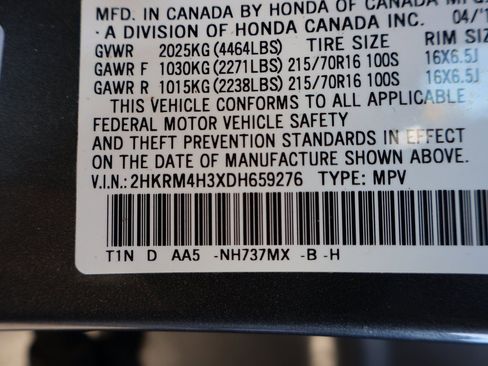 MFD. IN CANADA BY HONDA OF CANADA MFG.
- A DIVISION OF HONDA CANADA INC. 04/1
GVWR 2025KG(4464LBS) TIRE SIZE RIM SIZ
GAWR F 1030KG(2271LBS) 215/70R16 100S 16X6.5J
GAWR R 1015KG(2238LBS) 215/70R16 100S 16X6.5J
THIS VEHICLE CONFORMS TO ALL APPLICABLE
FEDERAL MOTOR VEHICLE SAFETY
AND THEFT PREVENTION STANDARDS IN EFFECT
DATE OF MANUFACTURE SHOWN ABOVE.
V.I.N.: 2HKRM4H3XDH659276 TYPE: MPV
T1N D AA5 -NH737MX -B -H